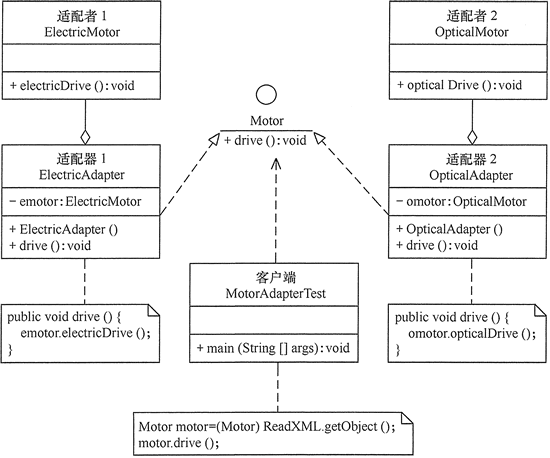 适配者 1
ElectricMotor
+ electricDrive ():void
适配者 2
OpticalMotor
+ optical Drive ():void
Motor
+ drive ():void
适配器 1
ElectricAdapter
− emotor:ElectricMotor
+ ElectricAdapter ()
+ drive ():void
适配器 2
OpticalAdapter
− omotor:OpticalMotor
+ OpticalAdapter ()
+ drive ():void
客户端
MotorAdapterTest
+ main (String [] args):void
public void drive () {
emotor.electricDrive ();
}
public void drive () {
omotor.opticalDrive ();
}
Motor motor=(Motor) ReadXML.getObject ();
motor.drive ();